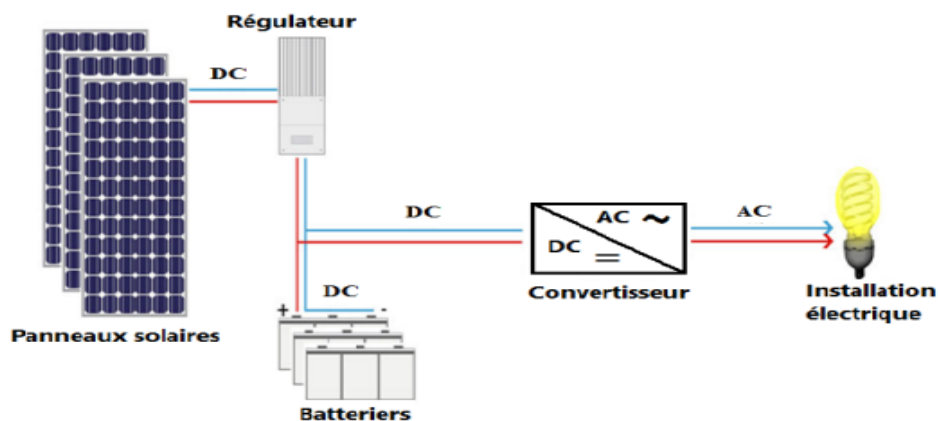 Régulateur
DC
DC
AC
AC ~
DC =
DC
+ -
Convertisseur
Installation
électrique
Panneaux solaires
Batteriers